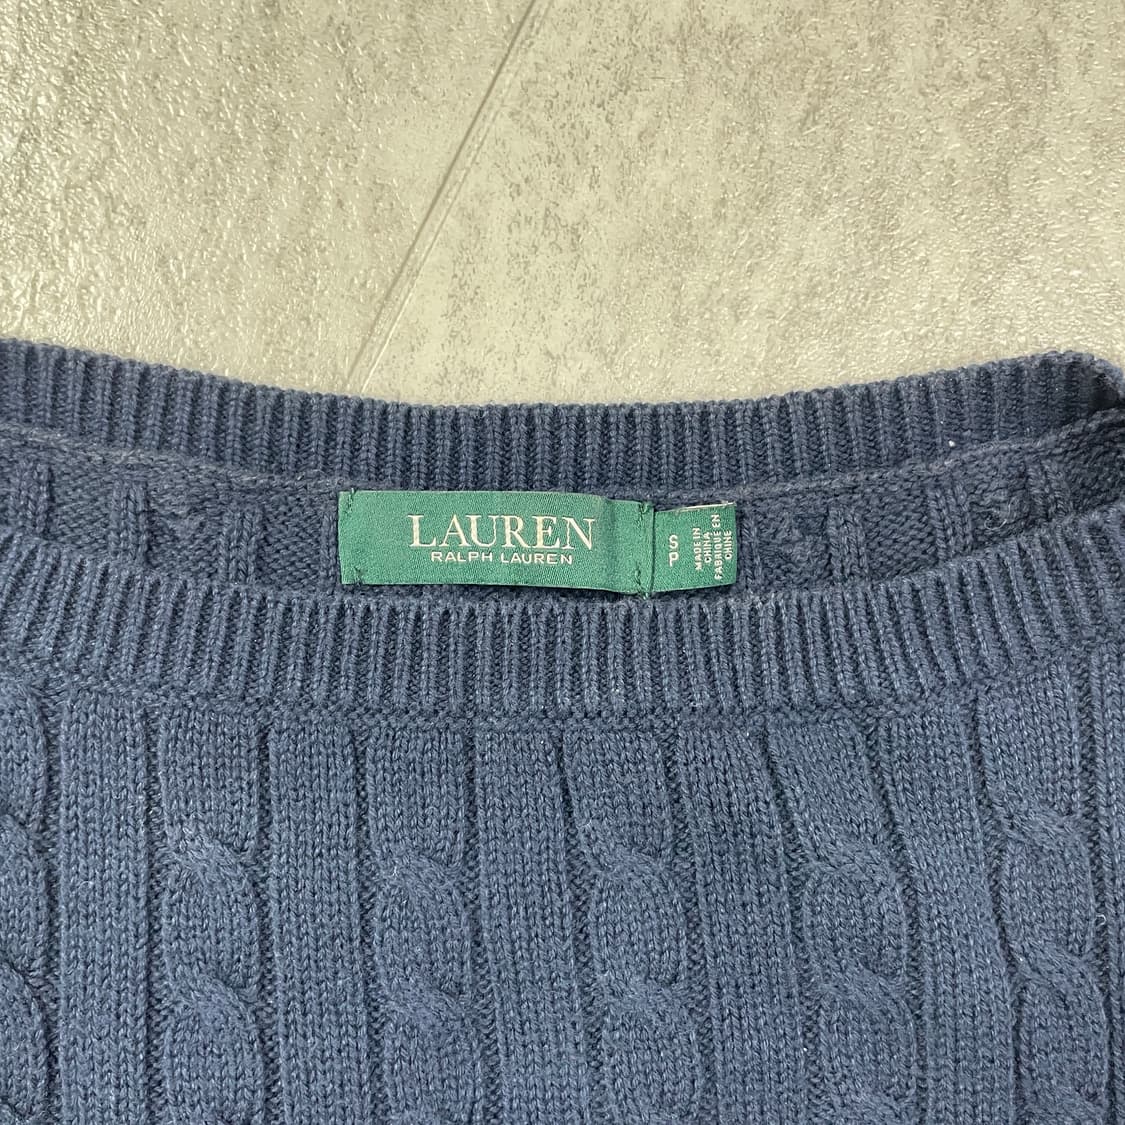 LAUREN
RALPH LAUREN
S
P
MADE IN
CHINA
FABRIQUÉ EN
CHINE